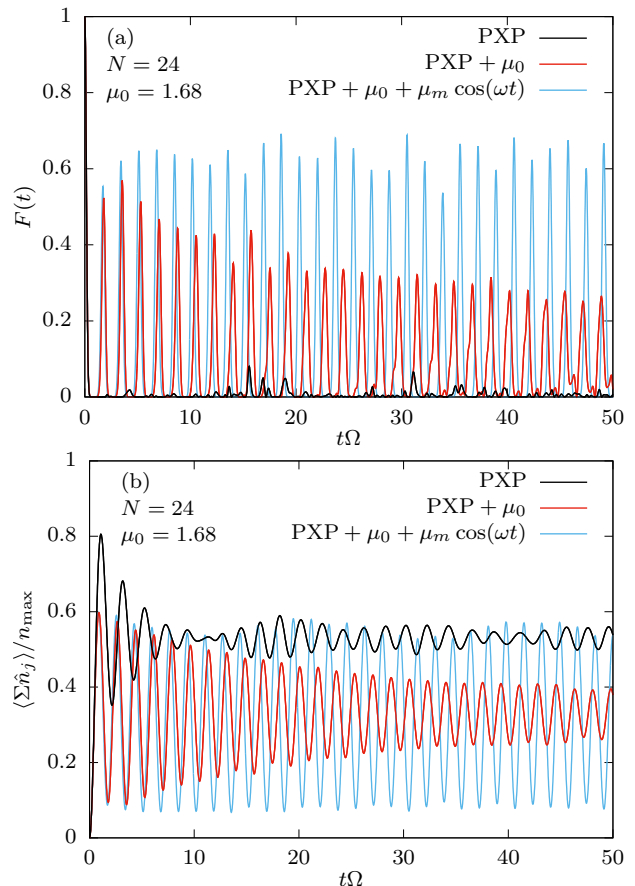 (a)
N = 24
μ₀ = 1.68
PXP
PXP + μ₀
PXP + μ₀ + μₘ cos(ωt)
F(t)
1
0.8
0.6
0.4
0.2
0
0 10 20 30 40 50
tΩ
(b)
N = 24
μ₀ = 1.68
PXP
PXP + μ₀
PXP + μ₀ + μₘ cos(ωt)
⟨Σn̂ⱼ⟩/n_max
1
0.8
0.6
0.4
0.2
0
0 10 20 30 40 50
tΩ